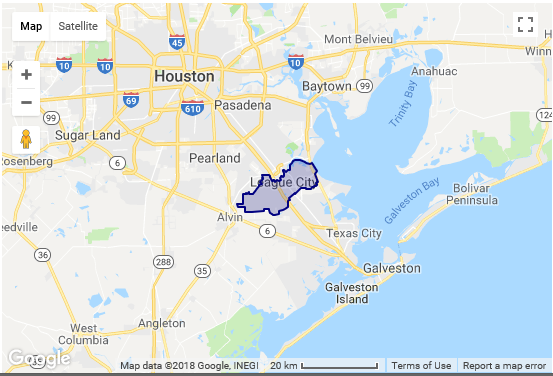 Map
Satellite
Mont Belvieu
45
Winn
10
10
10
Anahuac
Houston
Baytown
99
69
610
Pasadena
Trinity Bay
99
Sugar Land
Rosenberg
6
Pearland
League City
Galveston Bay
Bolivar
Peninsula
Alvin
eedville
6
Texas City
36
288
35
Galveston
Galveston
Island
West
Columbia
Angleton
Google
Map data ©2018 Google, INEGI
20 km
Terms of Use
Report a map error